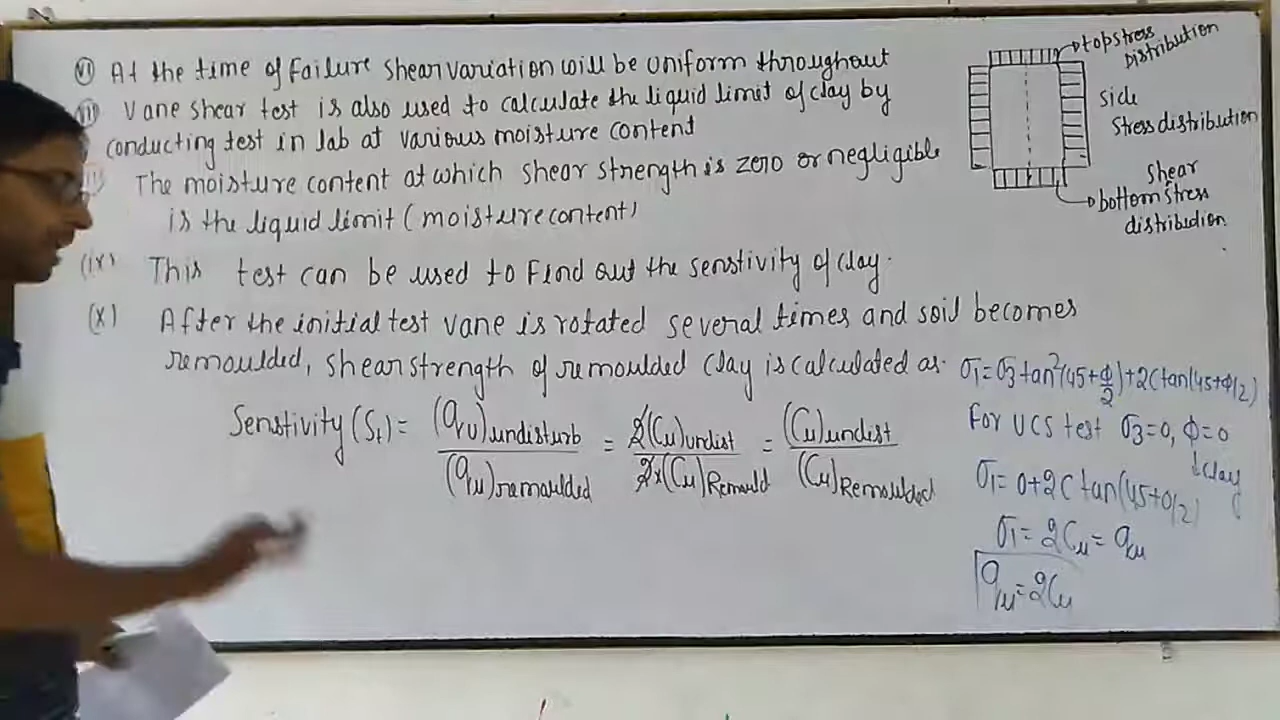 (VI) At the time of failure shear variation will be uniform throughout
Vane shear test is also used to calculate the liquid limit of clay by
conducting test in lab at various moisture content
The moisture content at which shear strength is zero or negligible
is the liquid limit (moisture content)
(ix) This test can be used to Find out the senstivity of clay.
(X) After the initial test vane is rotated several times and soil becomes
remoulded, shear strength of remoulded clay is calculated as.
Senstivity (St) = (qu)undisturb / (qu)remoulded = 2(Cu)undist / 2x(Cu)Remould = (Cu)undist / (Cu)Remoulded
top stress
Distribution
side
stress distribution
shear
bottom stress
distribution.
σ1 = σ3 tan²(45+ϕ/2) + 2C tan(45+ϕ/2)
For UCS test σ3=0, ϕ=0
clay
σ1 = 0+2C tan(45+0/2)
σ1 = 2Cu = qu
qu = 2Cu